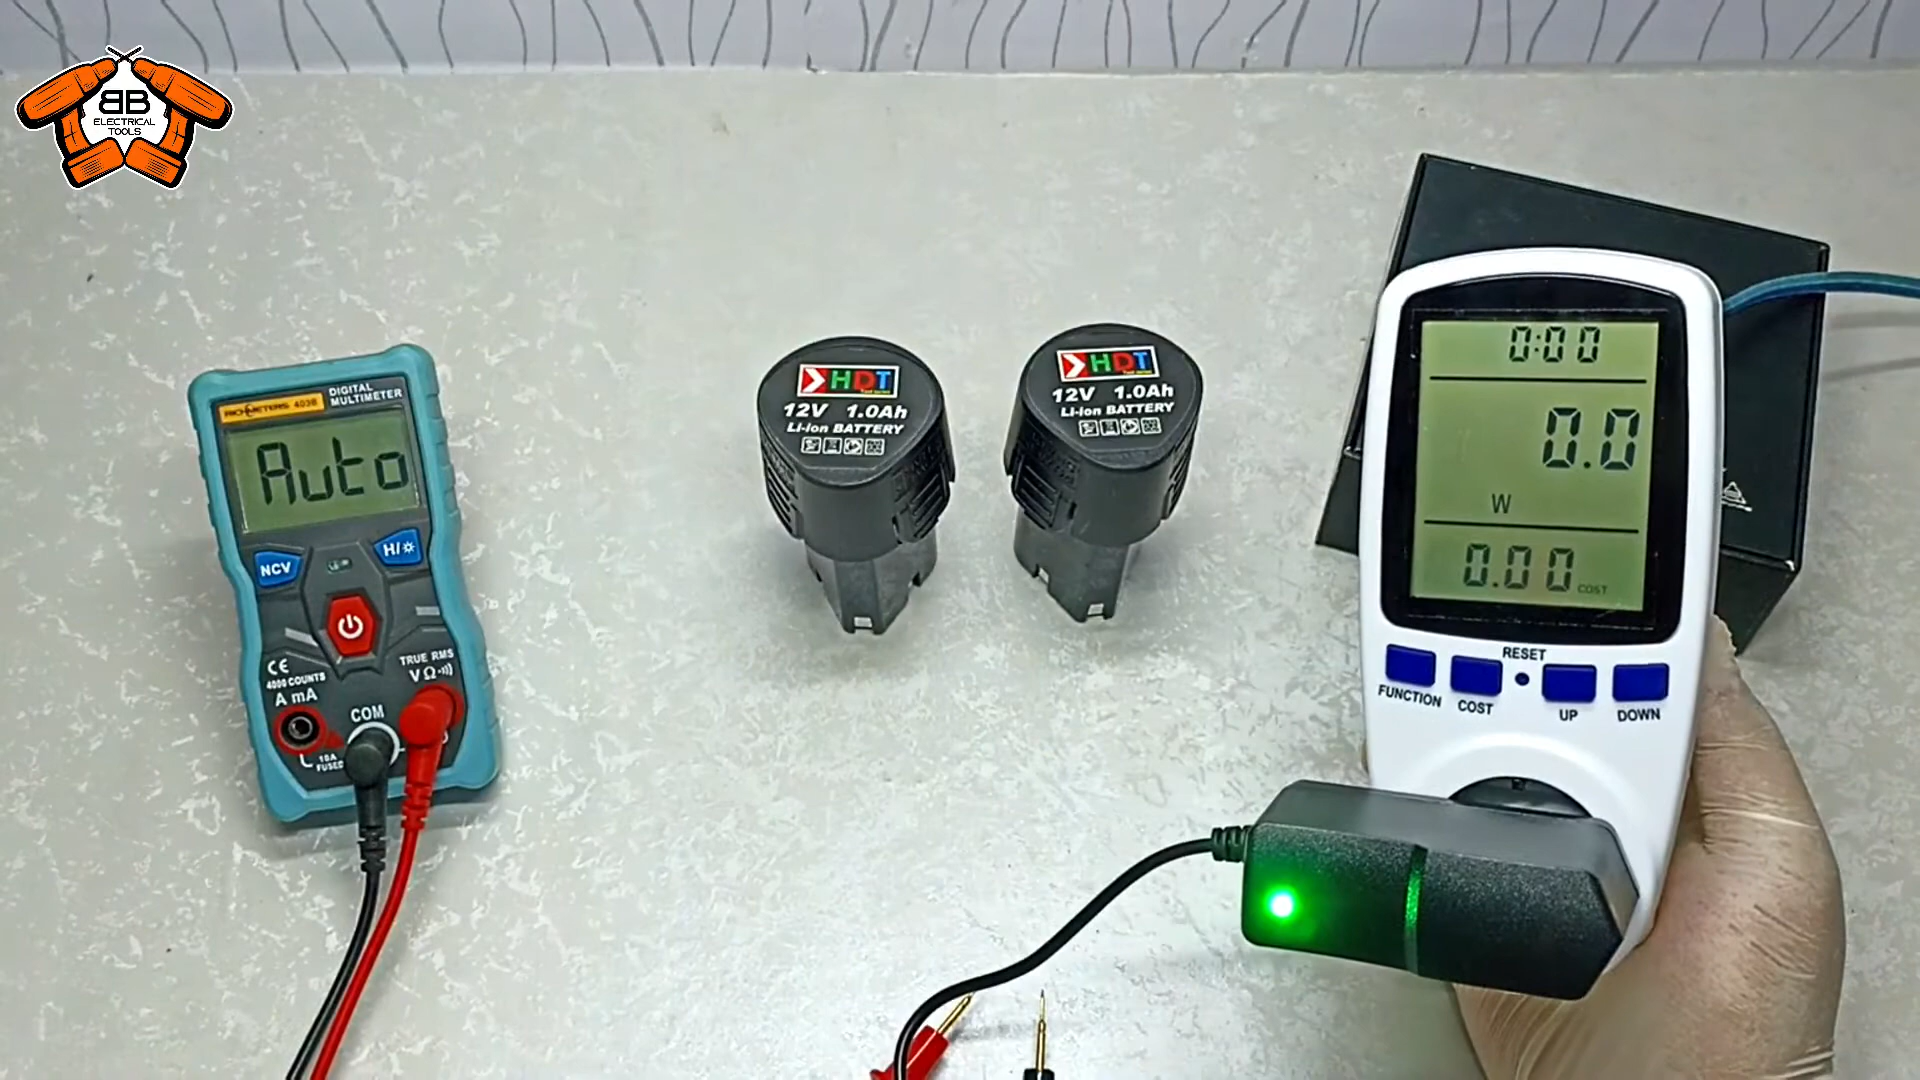 BB
ELECTRICAL
TOOLS
RICHMETERS 403B
DIGITAL
MULTIMETER
Auto
NCV
H/
CE
4000 COUNTS
TRUE RMS
VΩ
A mA
COM
10A
FUSED
HDT
12V 1.0Ah
Li-ion BATTERY
HDT
12V 1.0Ah
Li-ion BATTERY
0:00
0.0
W
0.00 COST
RESET
FUNCTION COST UP DOWN